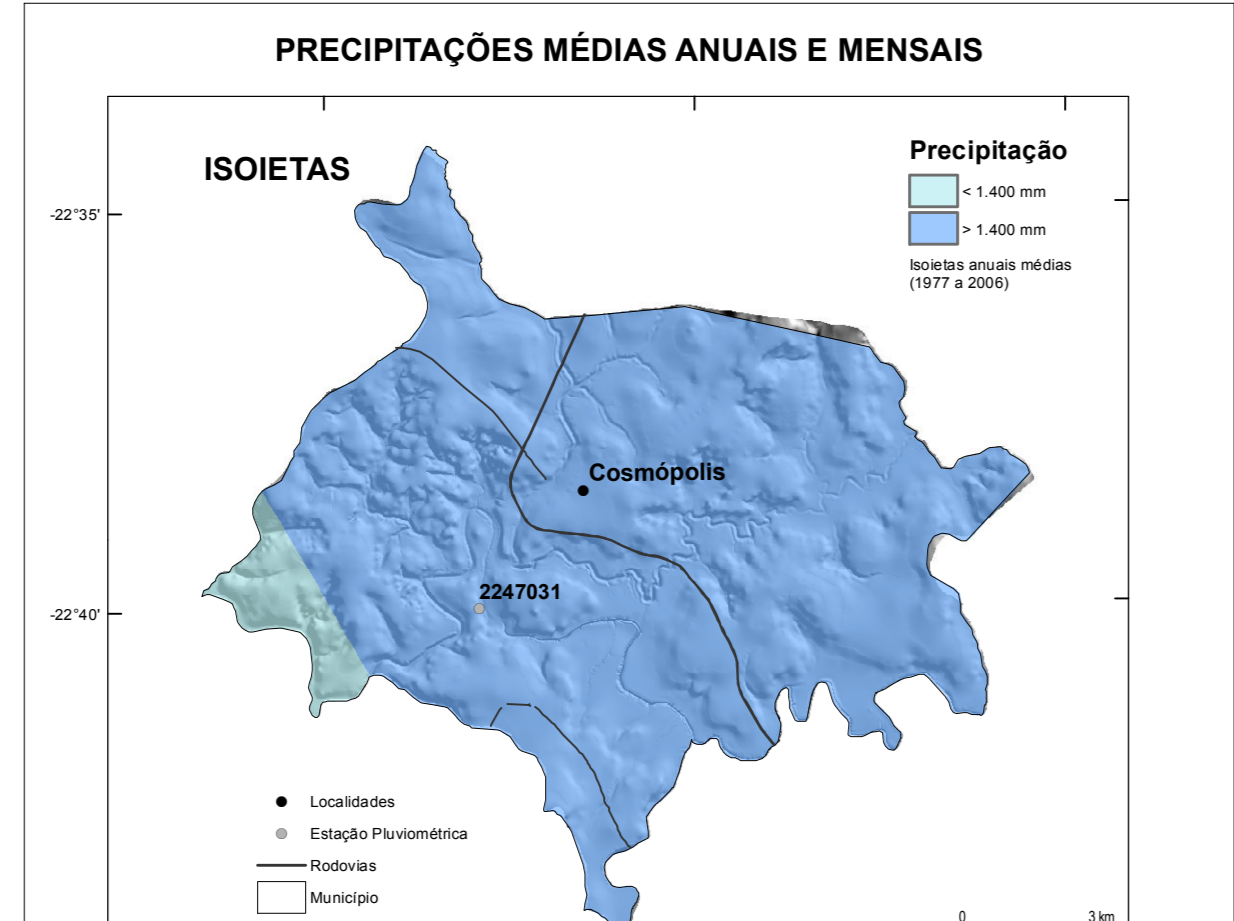 PRECIPITAÇÕES MÉDIAS ANUAIS E MENSAIS
ISOIETAS
Precipitação
< 1.400 mm
> 1.400 mm
Isoietas anuais médias
(1977 a 2006)
-22°35'
Cosmópolis
2247031
-22°40'
Localidades
Estação Pluviométrica
Rodovias
Município
0 3 km